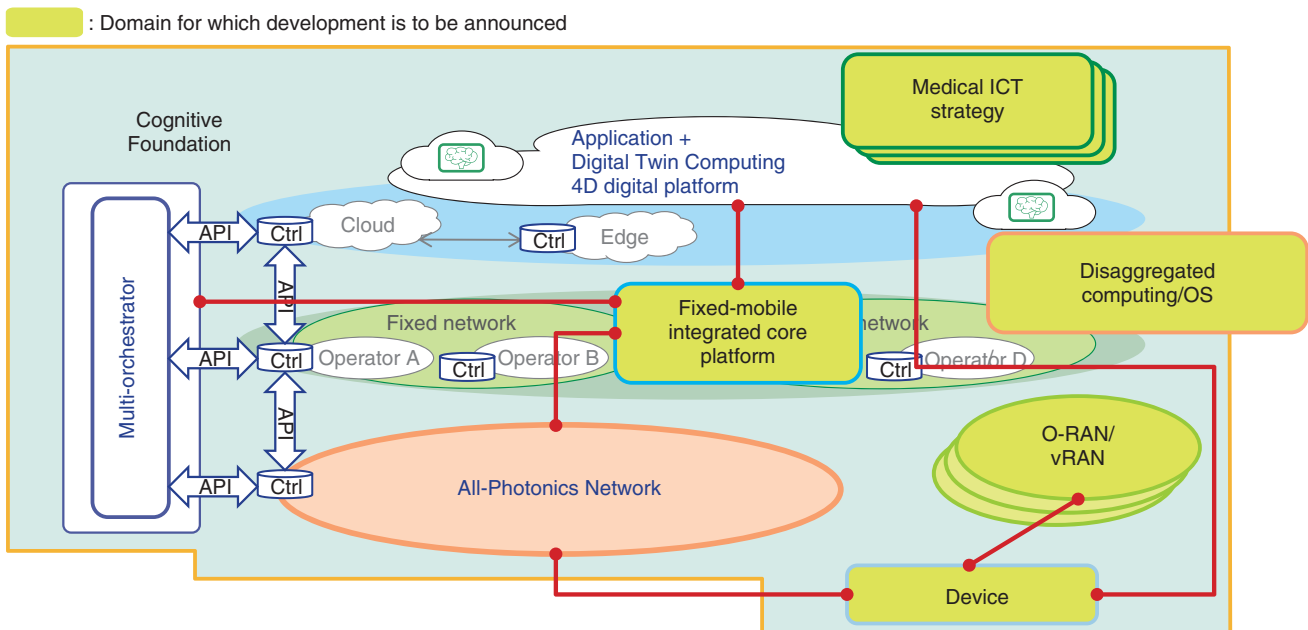 : Domain for which development is to be announced
Medical ICT
strategy
Cognitive
Foundation
Application +
Digital Twin Computing
4D digital platform
API
Ctrl
Cloud
Ctrl
Edge
Disaggregated
computing/OS
API
Multi-orchestrator
Fixed-mobile
integrated core
platform
Fixed network
network
API
Ctrl
Operator A
Ctrl
Operator B
Ctrl
Operator D
API
O-RAN/
vRAN
API
Ctrl
All-Photonics Network
Device